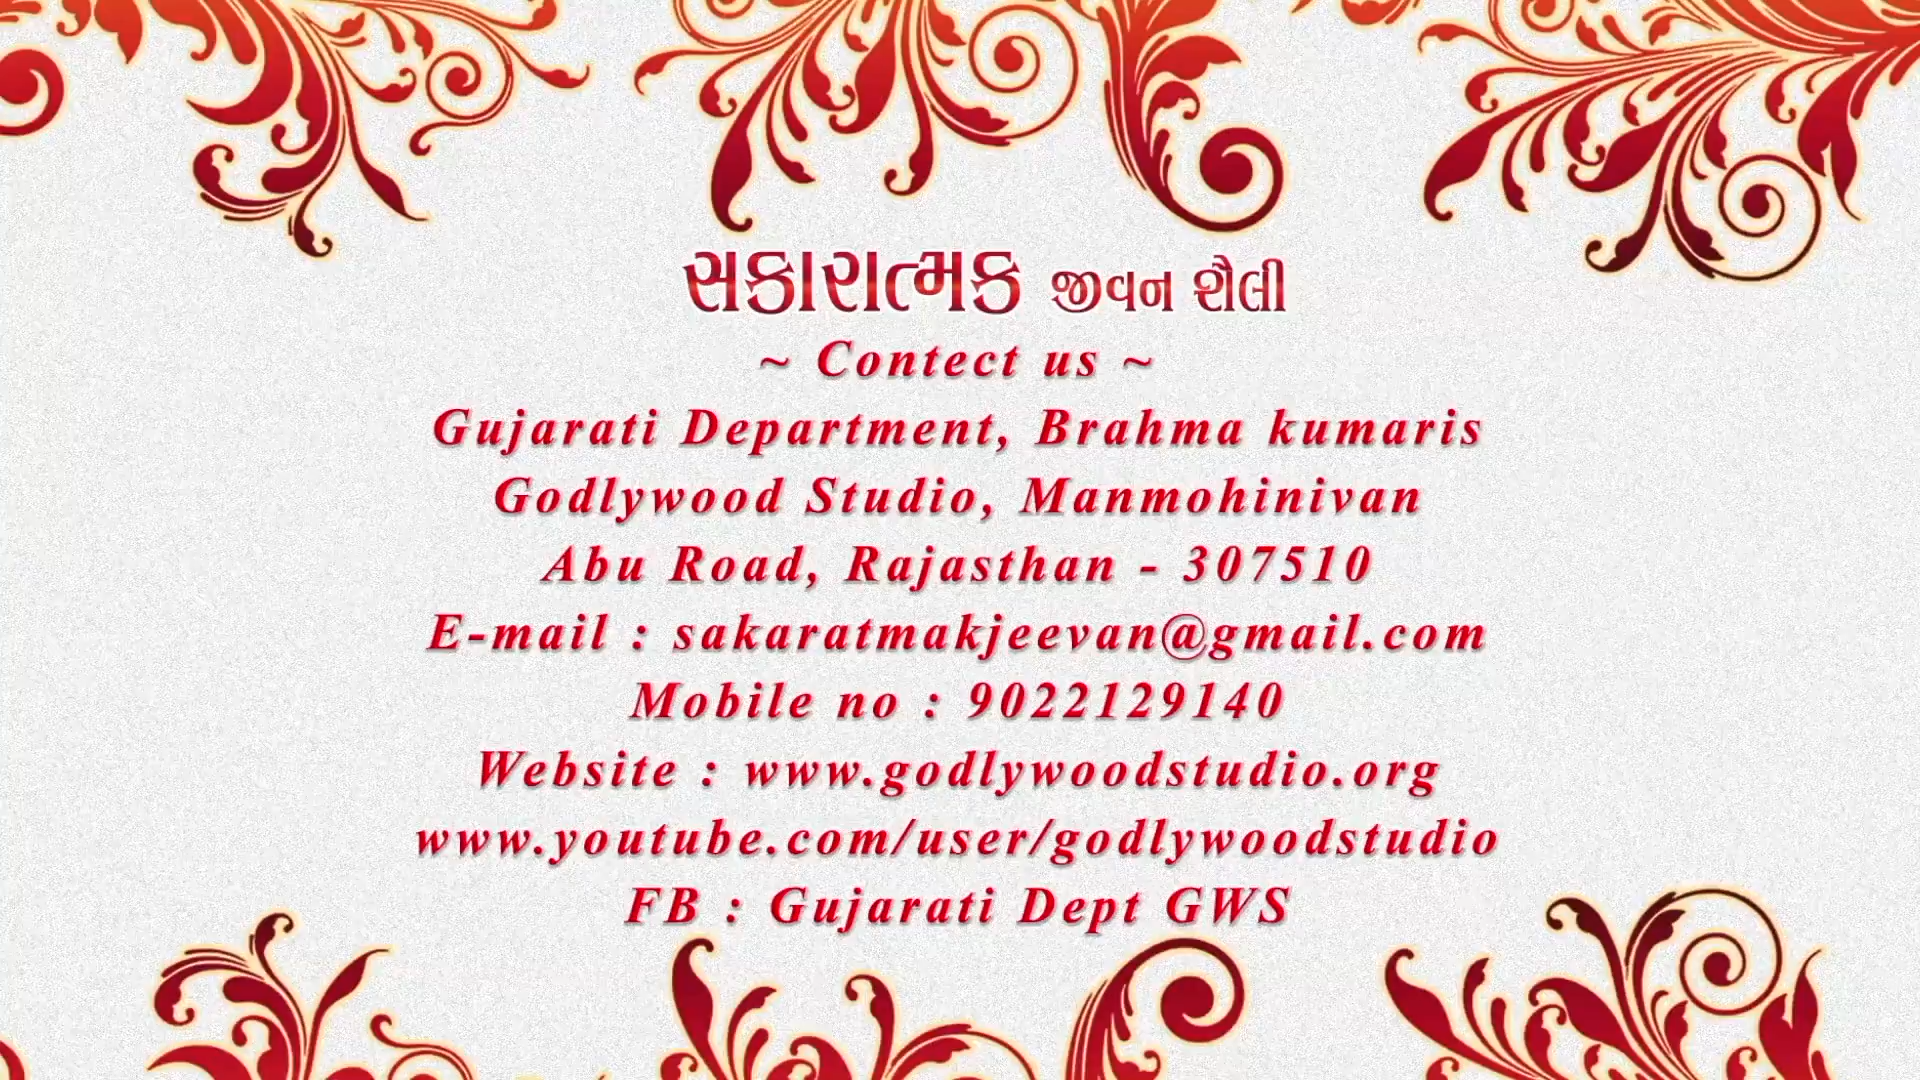 સકારાત્મક જીવન શૈલી
~ Contect us ~
Gujarati Department, Brahma kumaris
Godlywood Studio, Manmohinivan
Abu Road, Rajasthan - 307510
E-mail : sakaratmakjeevan@gmail.com
Mobile no : 9022129140
Website : www.godlywoodstudio.org
www.youtube.com/user/godlywoodstudio
FB : Gujarati Dept GWS